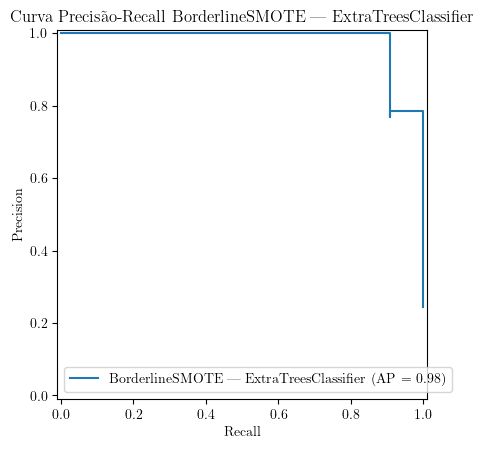 Curva Precisão-Recall BorderlineSMOTE — ExtraTreesClassifier
1.0
0.8
0.6
0.4
0.2
0.0
Precision
BorderlineSMOTE — ExtraTreesClassifier (AP = 0.98)
0.0 0.2 0.4 0.6 0.8 1.0
Recall